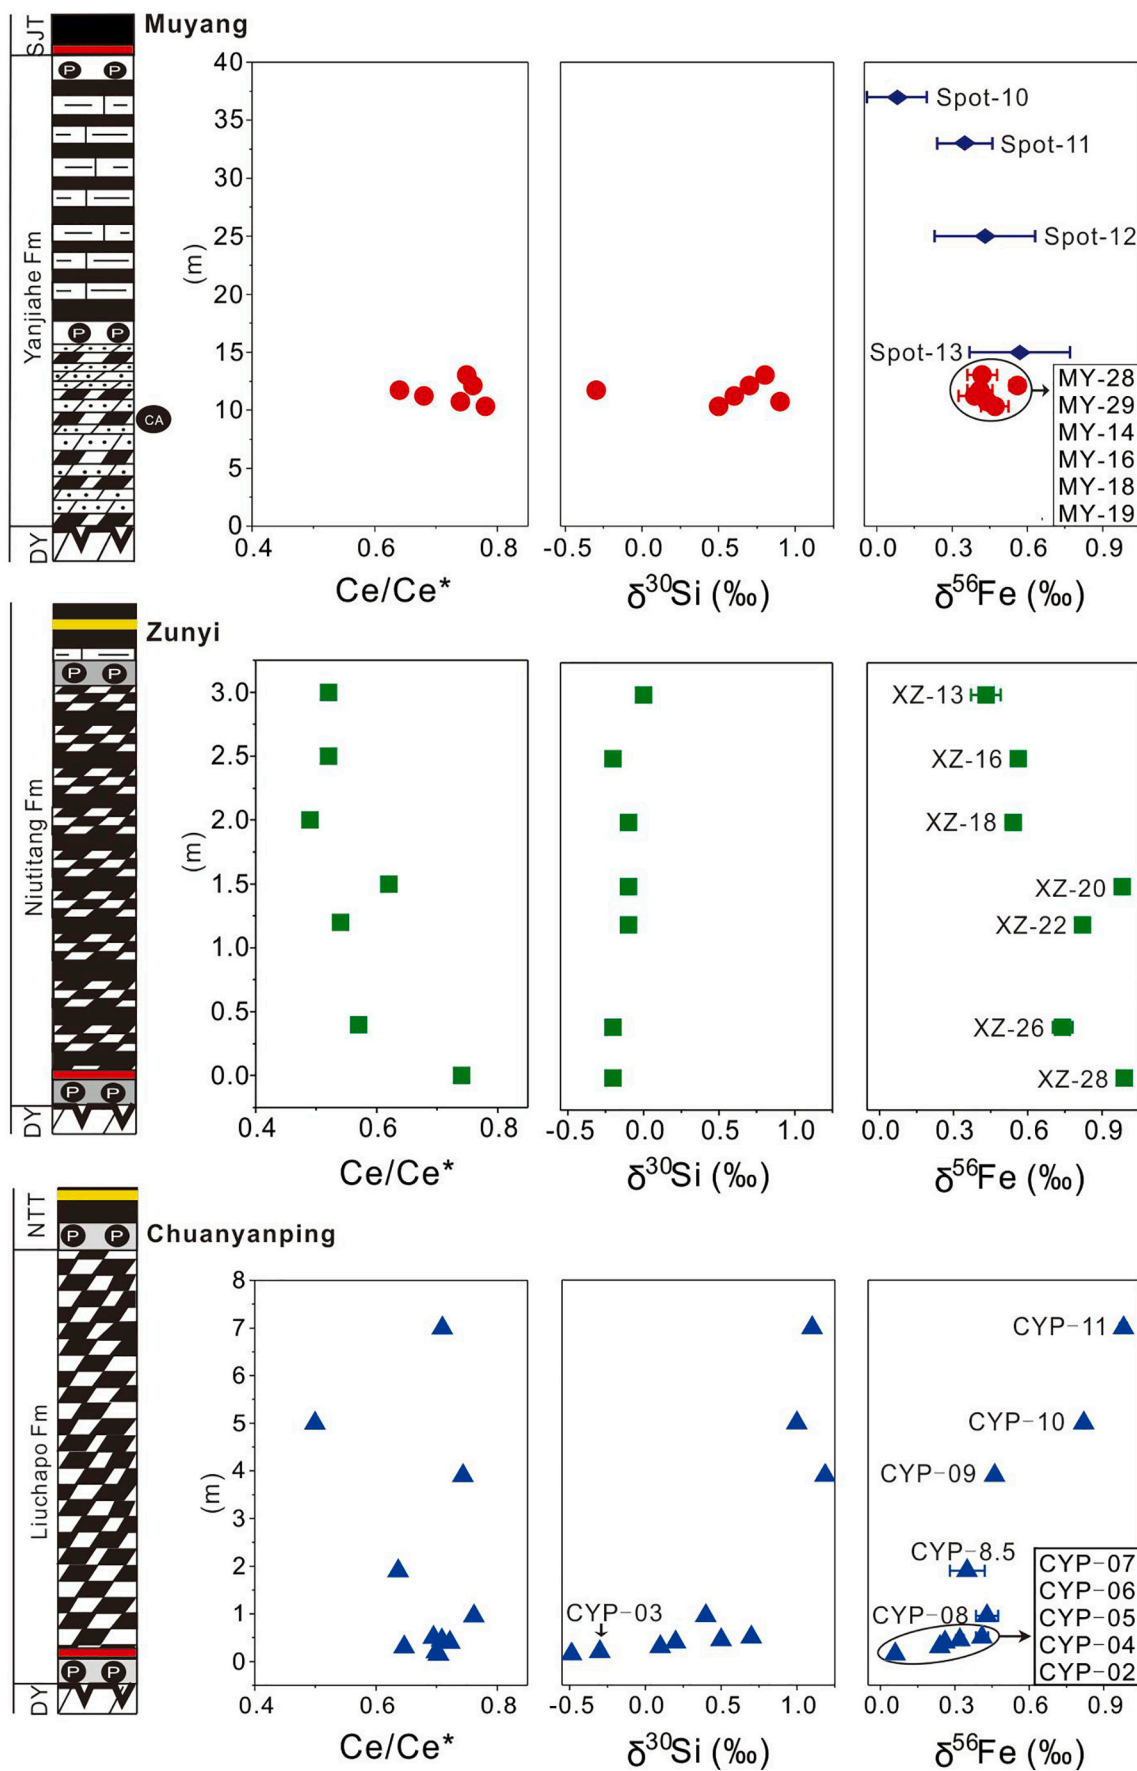 SJT
Muyang
P P
Yanjiahe Fm
P P
CA
DY
(m)
40
35
30
25
20
15
10
5
0
0.4 0.6 0.8
Ce/Ce*
-0.5 0.5 1.0
δ³⁰Si (‰)
Spot-10
Spot-11
Spot-12
Spot-13
MY-28
MY-29
MY-14
MY-16
MY-18
MY-19
0.0 0.3 0.6 0.9
δ⁵⁶Fe (‰)
Zunyi
P P
Niutitang Fm
P P
DY
(m)
3.0
2.5
2.0
1.5
1.0
0.5
0.0
0.4 0.6 0.8
Ce/Ce*
-0.5 0.0 0.5 1.0
δ³⁰Si (‰)
XZ-13
XZ-16
XZ-18
XZ-20
XZ-22
XZ-26
XZ-28
0.0 0.3 0.6 0.9
δ⁵⁶Fe (‰)
NTT
P P
Chuanyanping
Liuchapo Fm
P P
DY
(m)
8
7
6
5
4
3
2
1
0
0.4 0.6 0.8
Ce/Ce*
CYP-03
-0.5 0.0 0.5 1.0
δ³⁰Si (‰)
CYP-11
CYP-10
CYP-09
CYP-8.5
CYP-08
CYP-07
CYP-06
CYP-05
CYP-04
CYP-02
0.0 0.3 0.6 0.9
δ⁵⁶Fe (‰)